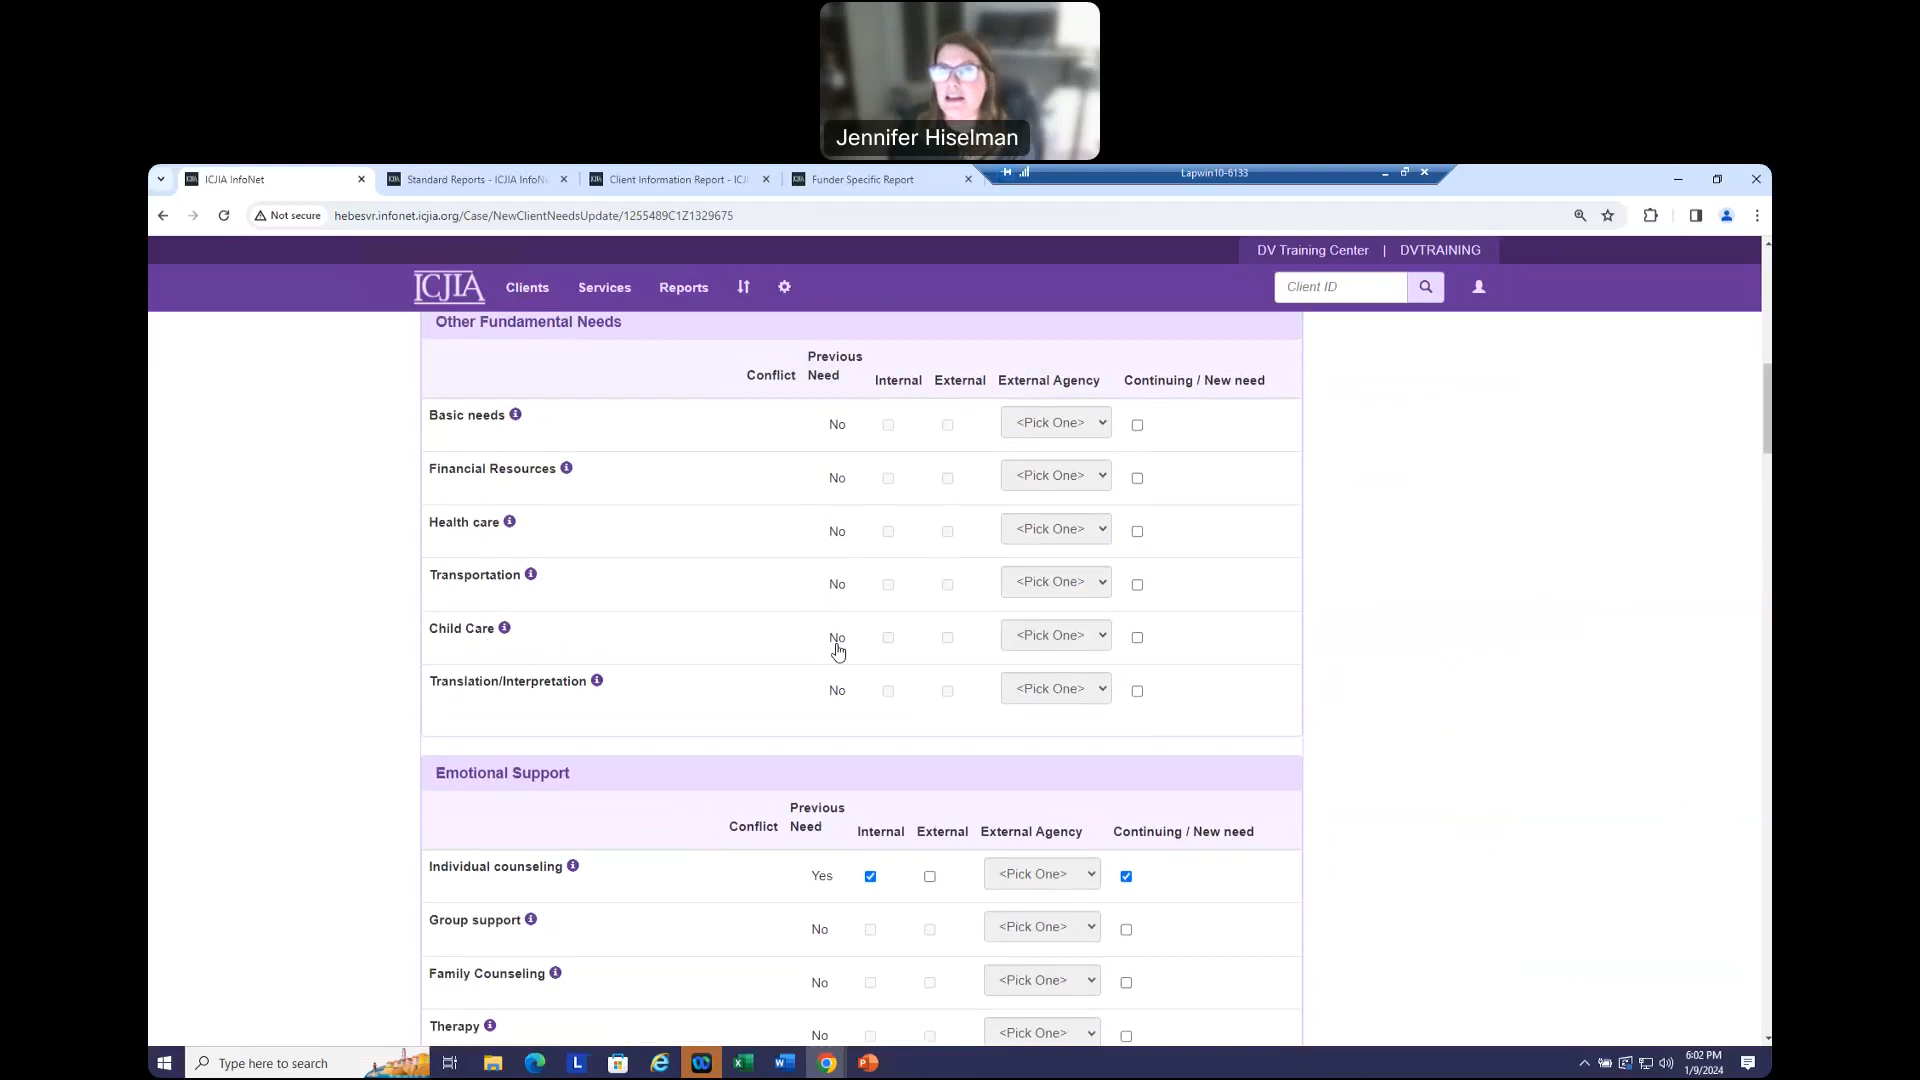 Jennifer Hiselman
ICJIA InfoNet
Standard Reports - ICJIA InfoN
Client Information Report - ICJI
Funder Specific Report
Lapwin10-6133
Not secure
hebesvr.infonet.icjia.org/Case/NewClientNeedsUpdate/1255489C1Z1329675
DV Training Center | DVTRAINING
ICJIA Clients Services Reports Client ID
Other Fundamental Needs
Conflict Previous Need Internal External External Agency Continuing / New need
Basic needs No <Pick One>
Financial Resources No <Pick One>
Health care No <Pick One>
Transportation No <Pick One>
Child Care No <Pick One>
Translation/Interpretation No <Pick One>
Emotional Support
Conflict Previous Need Internal External External Agency Continuing / New need
Individual counseling Yes <Pick One>
Group support No <Pick One>
Family Counseling No <Pick One>
Therapy No <Pick One>
Type here to search
6:02 PM
1/9/2024